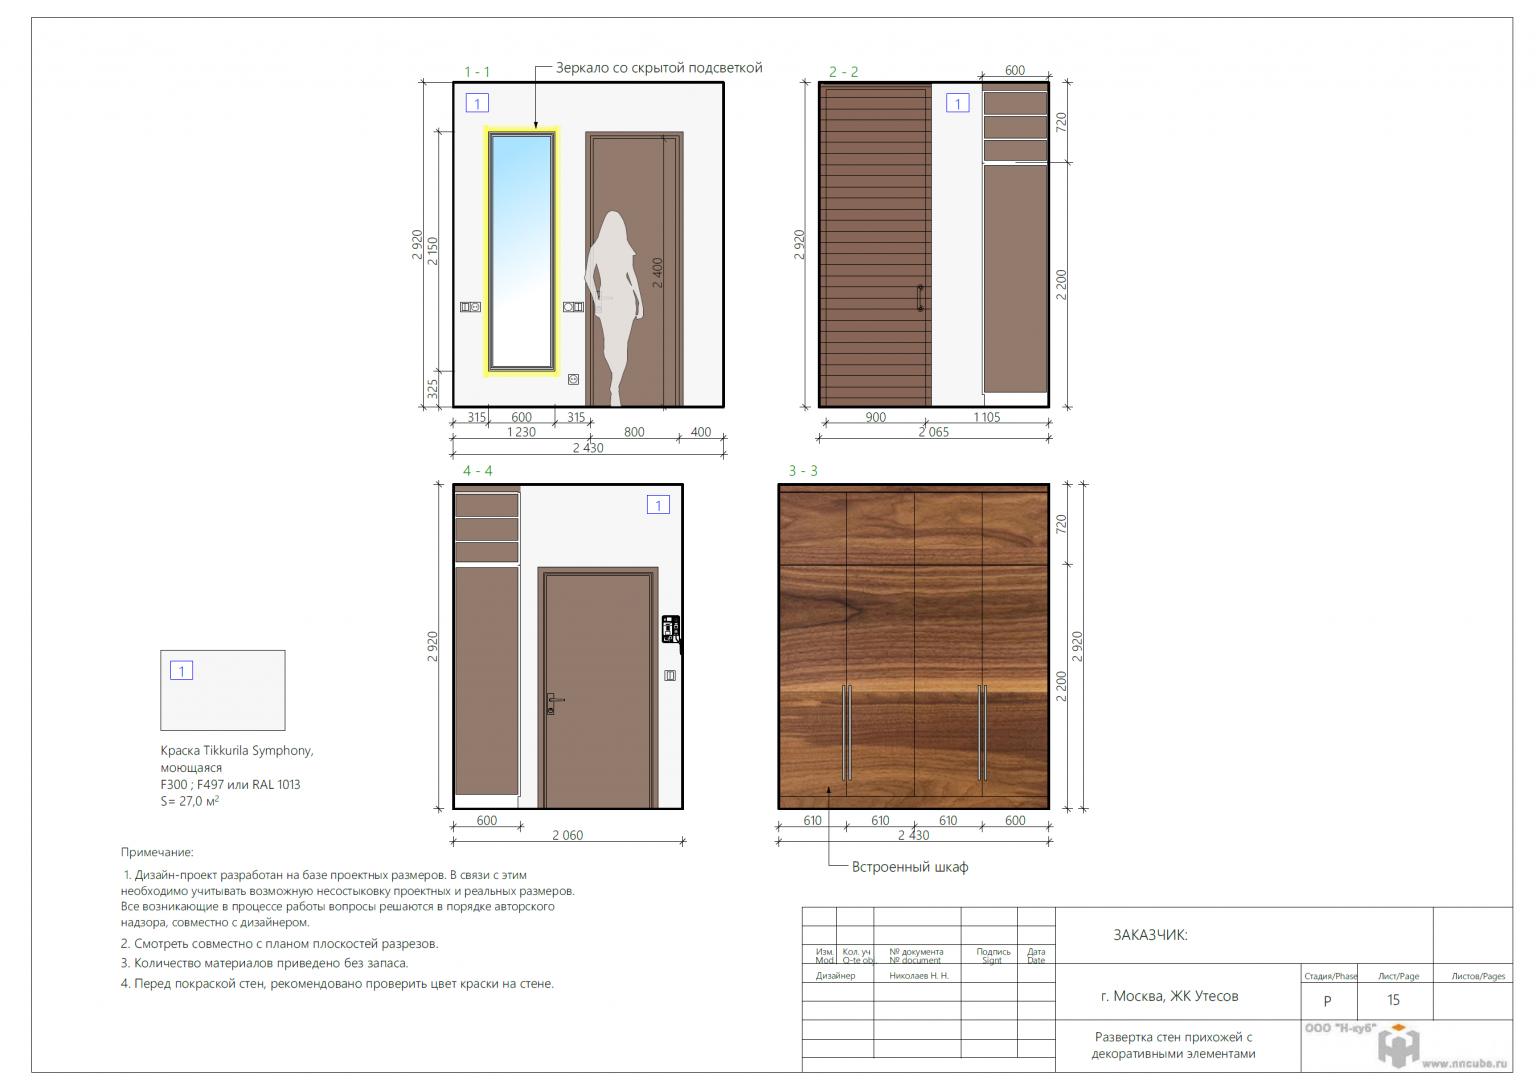 1 - 1
Зеркало со скрытой подсветкой
1
2 920
2 150
325
2 400
315
600
315
1 230
800
400
2 430
2 - 2
600
1
720
2 920
2 200
900
1 105
2 065
4 - 4
1
2 920
600
2 060
3 - 3
720
2 920
2 200
610
610
610
600
2 430
Встроенный шкаф
1
Краска Tikkurila Symphony,
моющаяся
F300 ; F497 или RAL 1013
S= 27,0 м²
Примечание:
1. Дизайн-проект разработан на базе проектных размеров. В связи с этим
необходимо учитывать возможную несостыковку проектных и реальных размеров.
Все возникающие в процессе работы вопросы решаются в порядке авторского
надзора, совместно с дизайнером.
2. Смотреть совместно с планом плоскостей разрезов.
3. Количество материалов приведено без запаса.
4. Перед покраской стен, рекомендовано проверить цвет краски на стене.
Изм. Кол. уч № документа Подпись Дата
Mod. Q-te obj. № document Signt Date
Дизайнер Николаев Н. Н.
ЗАКАЗЧИК:
г. Москва, ЖК Утесов
Стадия/Phase Лист/Page Листов/Pages
Р 15
Развертка стен прихожей с
декоративными элементами
ООО "Н-куб"
www.nncube.ru